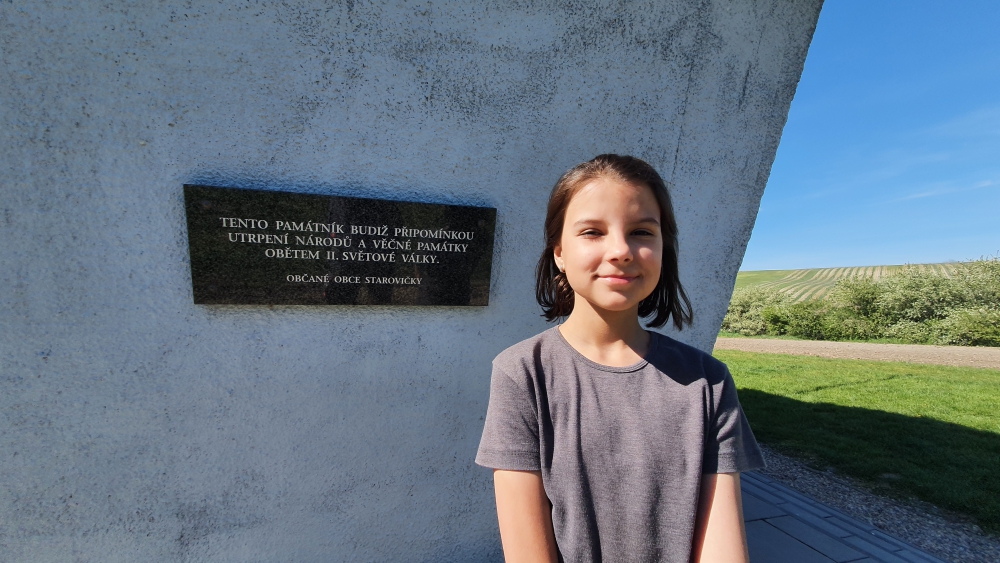 TENTO PAMÁTNÍK BUDIŽ PŘIPOMÍNKOU
UTRPENÍ NÁRODŮ A VĚČNÉ PAMÁTKY
OBĚTEM II. SVĚTOVÉ VÁLKY.
OBČANÉ OBCE STAROVIČKY